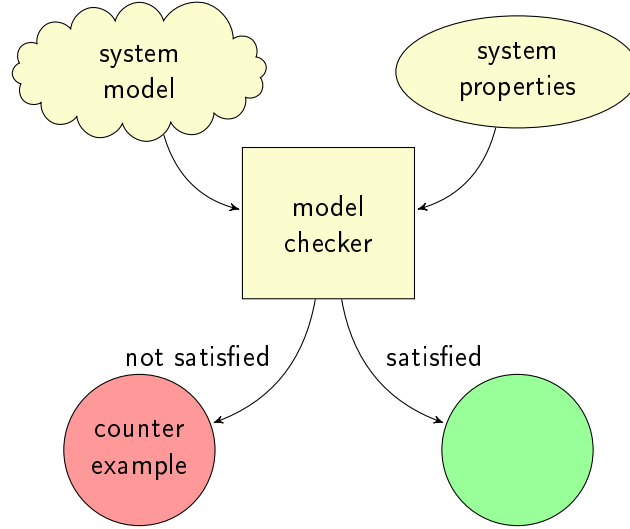 system
model
system
properties
model
checker
not satisfied
satisfied
counter
example